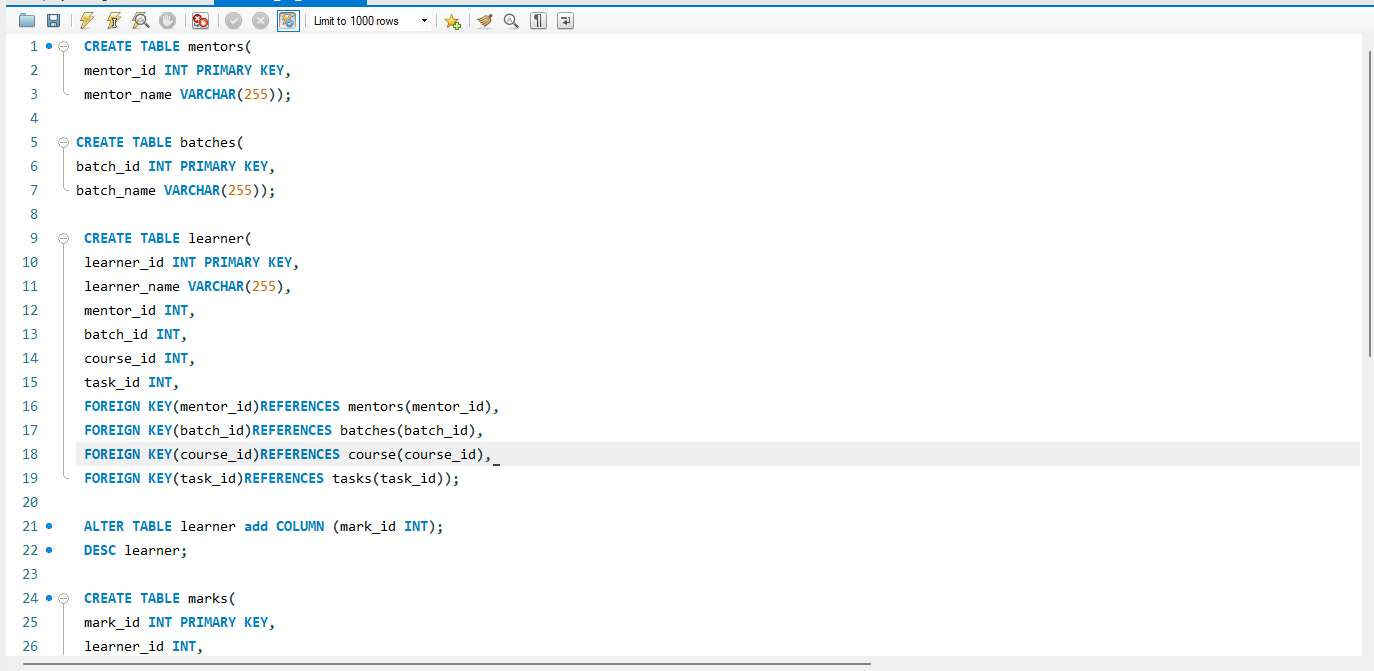 Limit to 1000 rows
1 CREATE TABLE mentors(
2 mentor_id INT PRIMARY KEY,
3 mentor_name VARCHAR(255));
4
5 CREATE TABLE batches(
6 batch_id INT PRIMARY KEY,
7 batch_name VARCHAR(255));
8
9 CREATE TABLE learner(
10 learner_id INT PRIMARY KEY,
11 learner_name VARCHAR(255),
12 mentor_id INT,
13 batch_id INT,
14 course_id INT,
15 task_id INT,
16 FOREIGN KEY(mentor_id)REFERENCES mentors(mentor_id),
17 FOREIGN KEY(batch_id)REFERENCES batches(batch_id),
18 FOREIGN KEY(course_id)REFERENCES course(course_id),
19 FOREIGN KEY(task_id)REFERENCES tasks(task_id));
20
21 ALTER TABLE learner add COLUMN (mark_id INT);
22 DESC learner;
23
24 CREATE TABLE marks(
25 mark_id INT PRIMARY KEY,
26 learner_id INT,